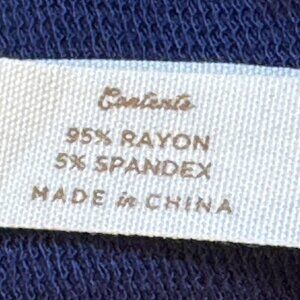 Contents
95% RAYON
5% SPANDEX
MADE in CHINA